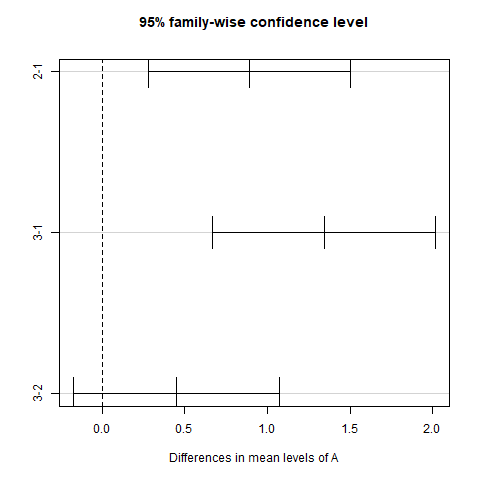 95% family-wise confidence level
2-1
3-1
3-2
0.0 0.5 1.0 1.5 2.0
Differences in mean levels of A